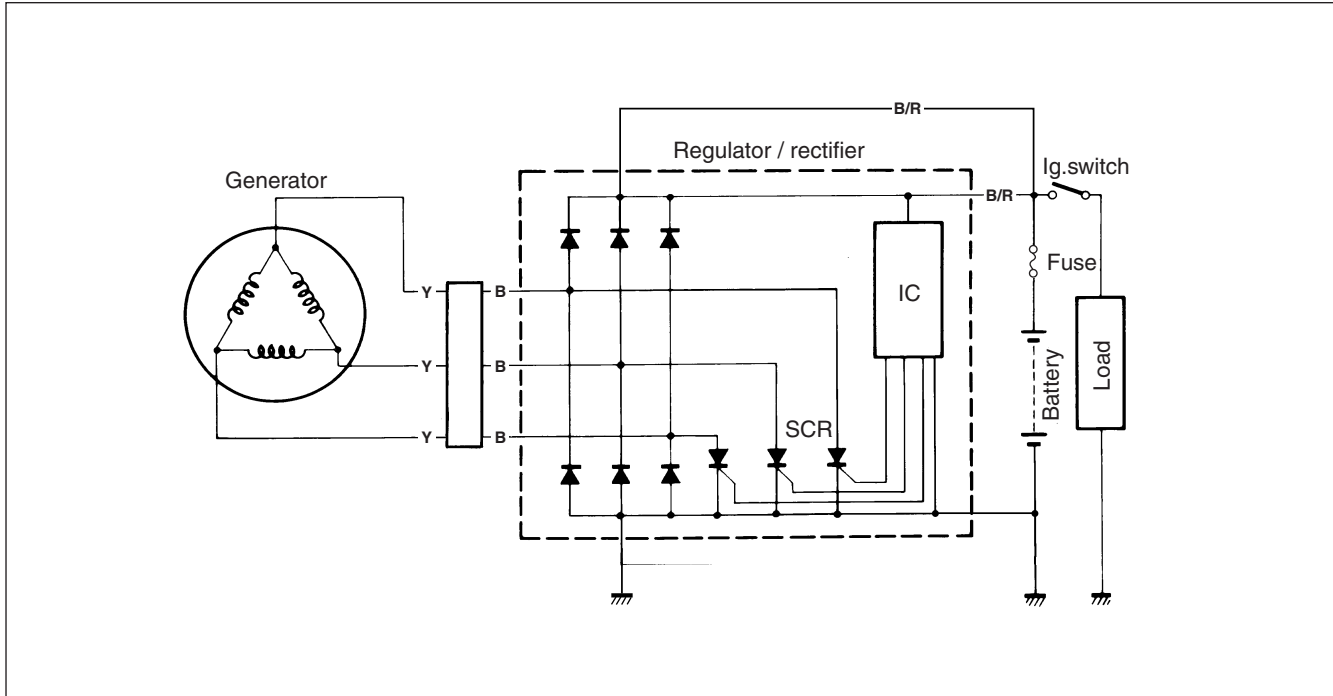 B/R
Regulator / rectifier
Ig.switch
Generator
B/R
Fuse
Y
B
IC
Y
B
Battery
Load
Y
B
SCR